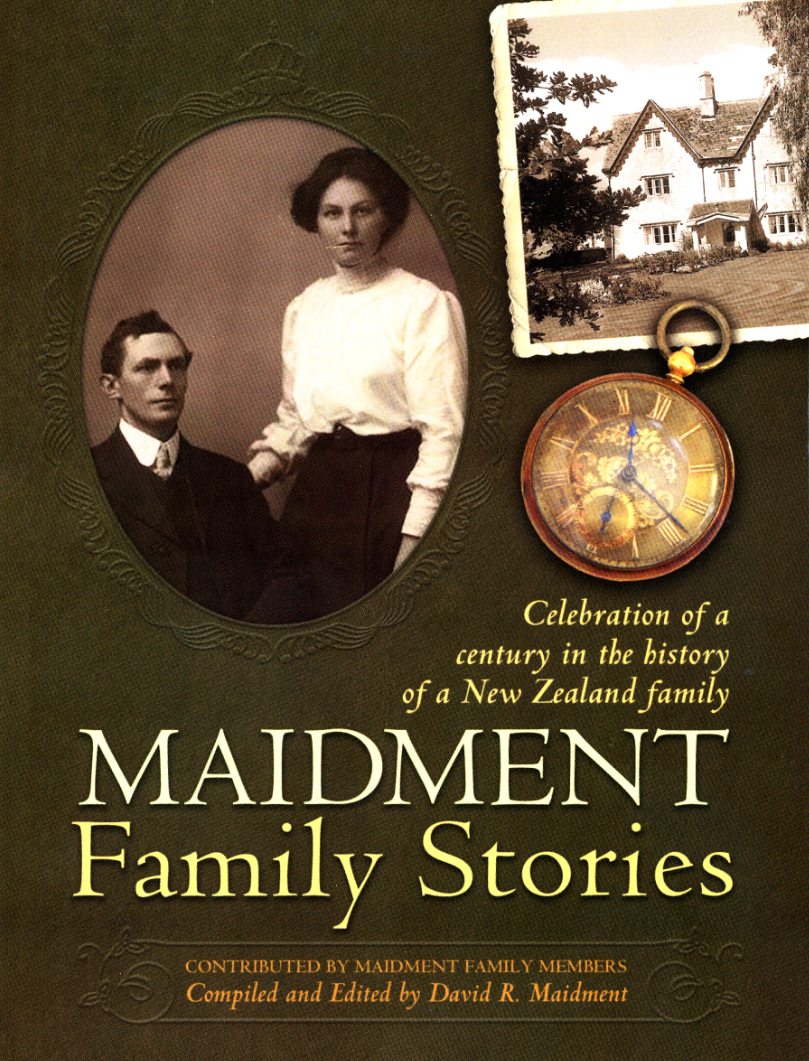 Celebration of a
century in the history
of a New Zealand family
MAIDMENT
Family Stories
CONTRIBUTED BY MAIDMENT FAMILY MEMBERS
Compiled and Edited by David R. Maidment